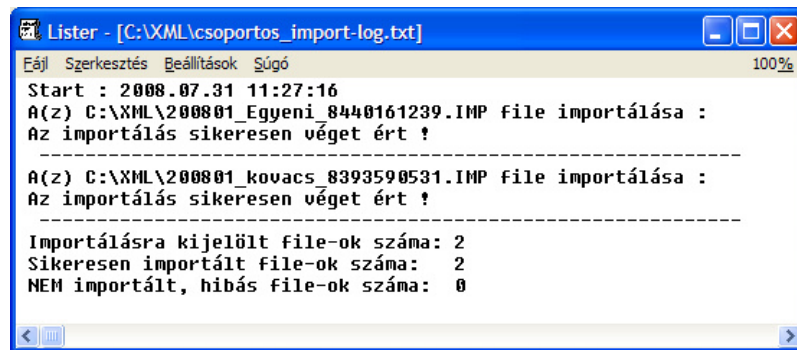 Lister - [C:\XML\csoportos_import-log.txt]
Fájl Szerkesztés Beállítások Súgó 100%
Start : 2008.07.31 11:27:16
A(z) C:\XML\200801_Egyeni_8440161239.IMP file importálása :
Az importálás sikeresen véget ért !
--------------------------------------------------------------
A(z) C:\XML\200801_kovacs_8393590531.IMP file importálása :
Az importálás sikeresen véget ért !
--------------------------------------------------------------
Importálásra kijelölt file-ok száma: 2
Sikeresen importált file-ok száma: 2
NEM importált, hibás file-ok száma: 0